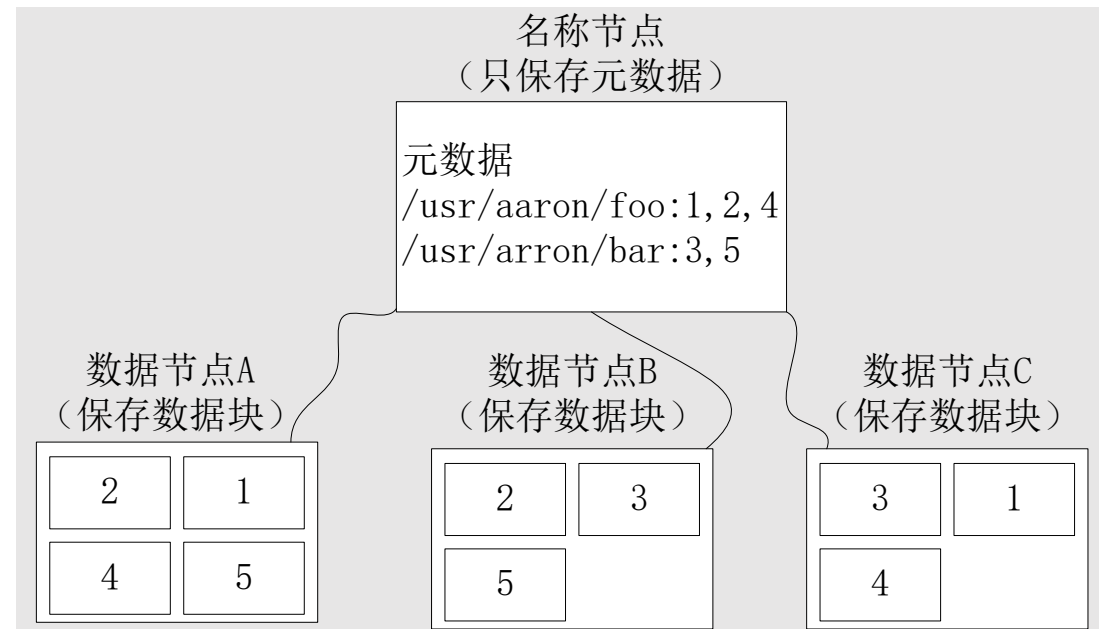 名称节点
（只保存元数据）
元数据
/usr/aaron/foo:1,2,4
/usr/arron/bar:3,5
数据节点A
（保存数据块）
2 1
4 5
数据节点B
（保存数据块）
2 3
5
数据节点C
（保存数据块）
3 1
4